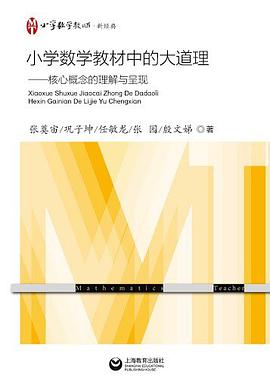 小学数学教师·新经典
小学数学教材中的大道理
——核心概念的理解与呈现
Xiaoxue Shuxue Jiaocai Zhong De Dadaoli
Hexin Gainian De Lijie Yu Chengxian
张奠宙/巩子坤/任敏龙/张 园/殷文娣◎著
MT
Mathematics
Teacher
上海教育出版社
SHANGHAI EDUCATIONAL
PUBLISHING HOUSE